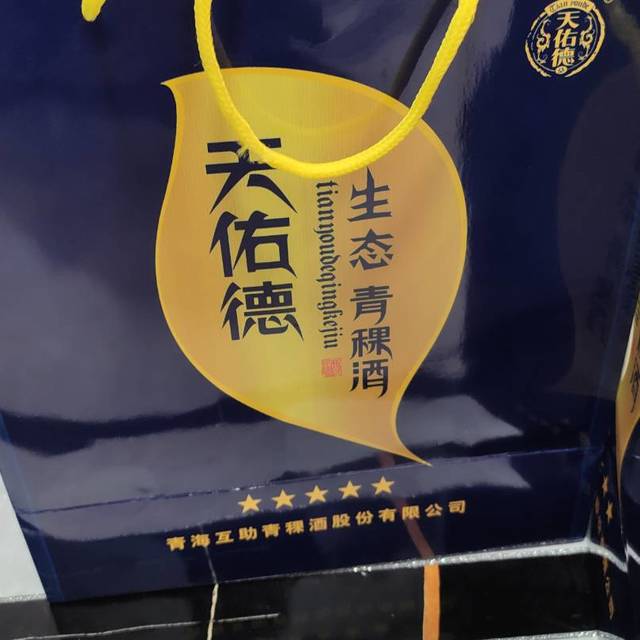 天佑德
天佑德
tianyoudeqingkejiu
生态 青稞酒
青海互助青稞酒股份有限公司